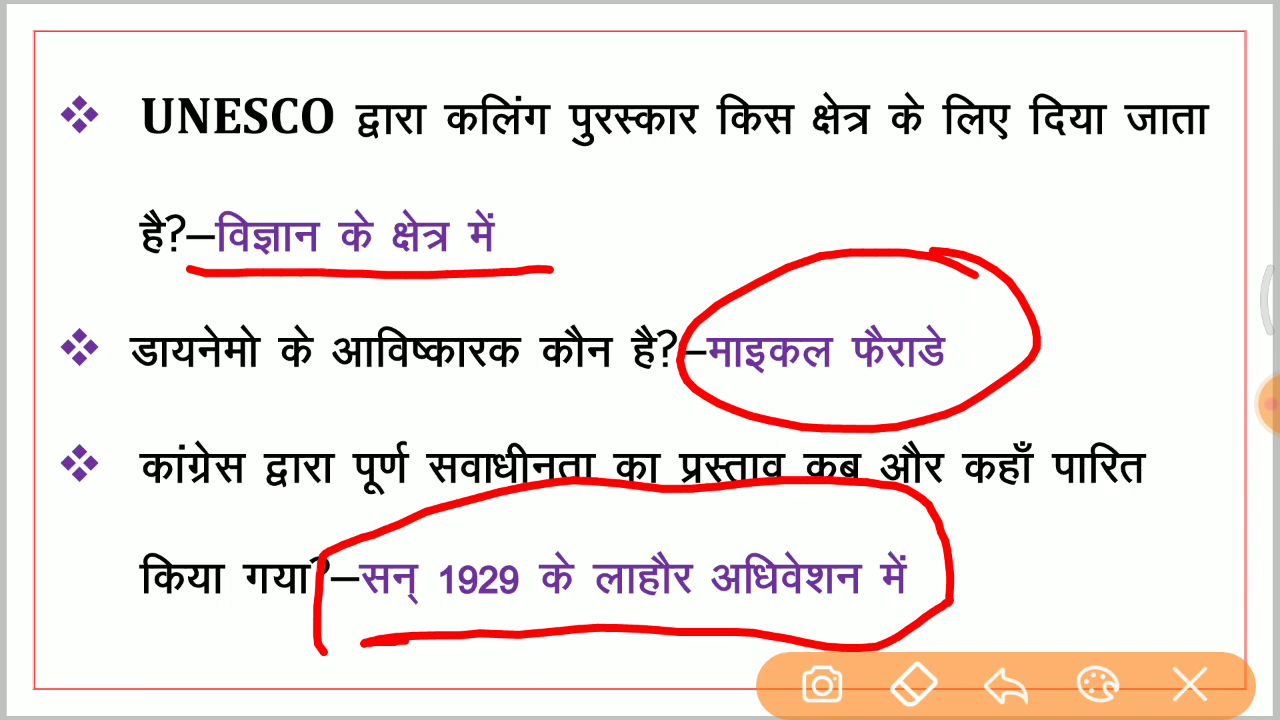 ❖ UNESCO द्वारा कलिंग पुरस्कार किस क्षेत्र के लिए दिया जाता
है?–विज्ञान के क्षेत्र में
❖ डायनेमो के आविष्कारक कौन है?–माइकल फैराडे
❖ कांग्रेस द्वारा पूर्ण सवाधीनता का प्रस्ताव कब और कहाँ पारित
किया गया?–सन् 1929 के लाहौर अधिवेशन में